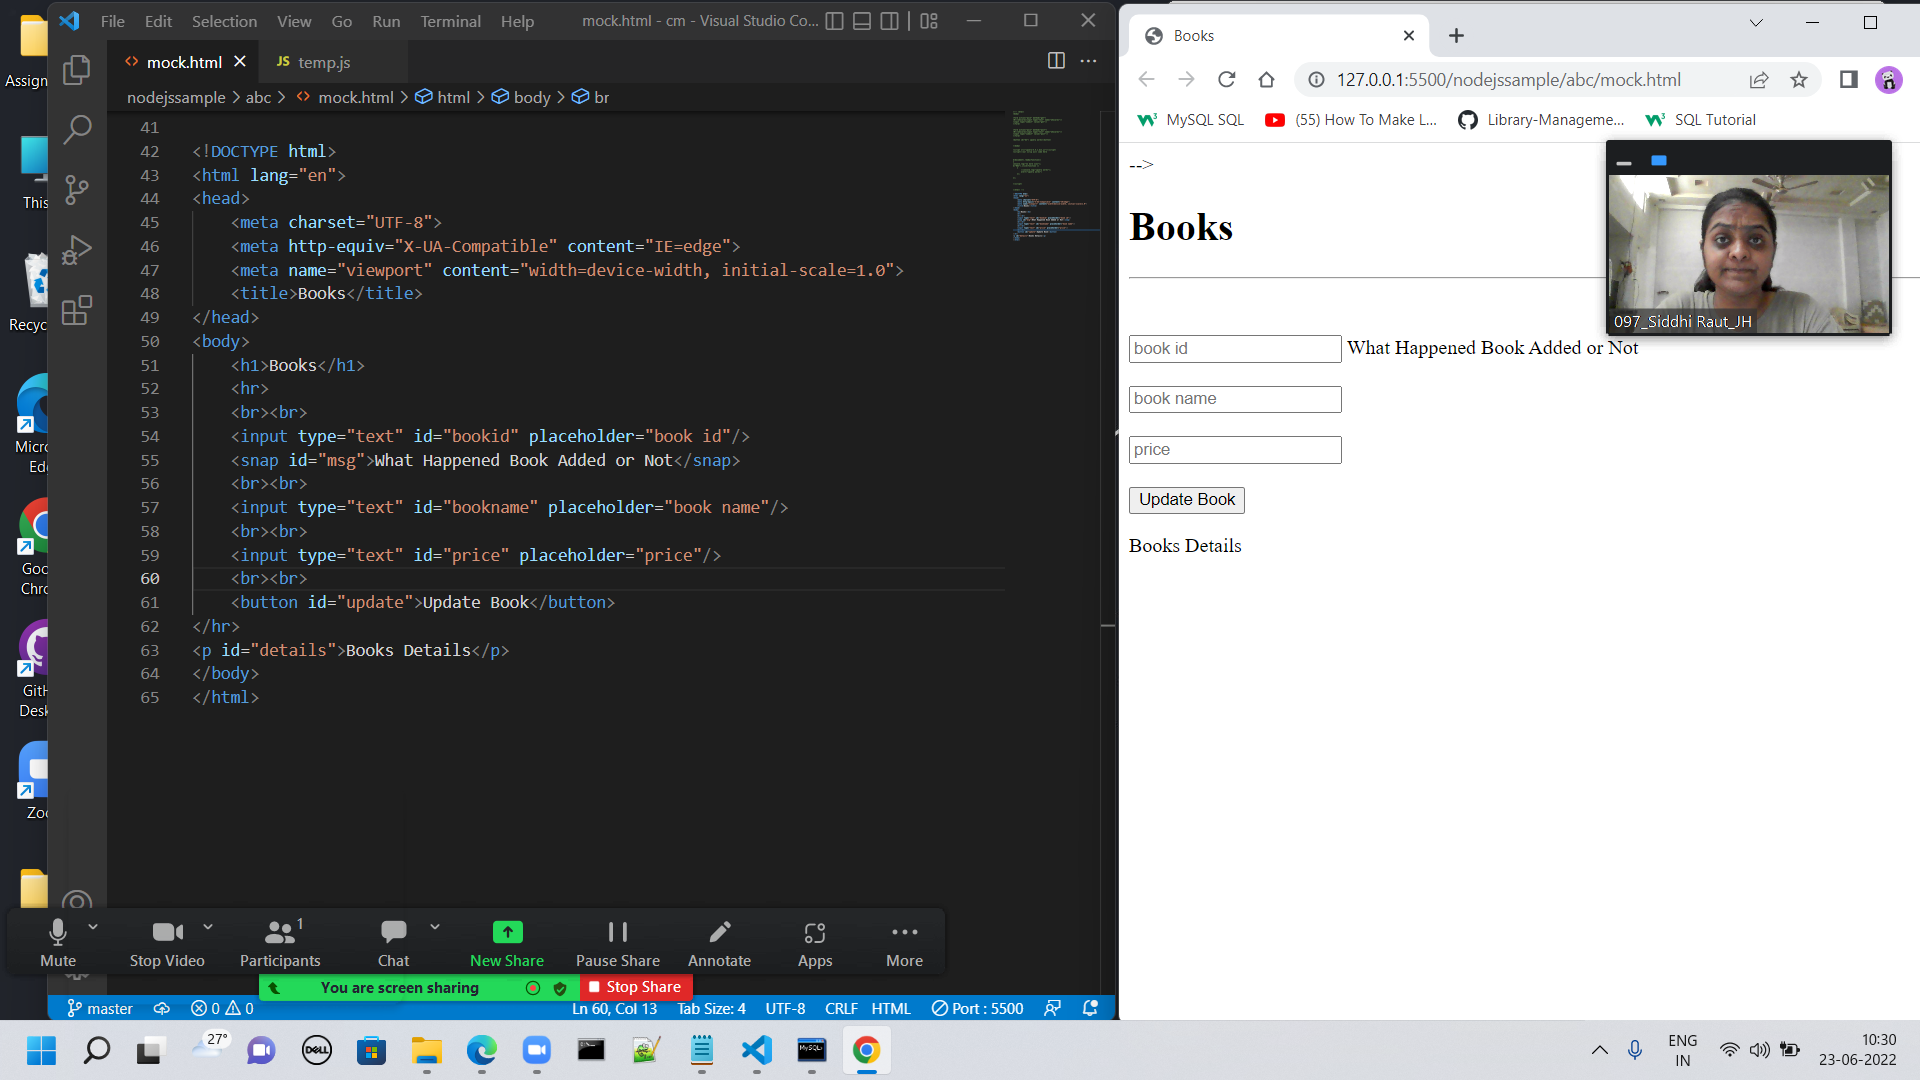 File Edit Selection View Go Run Terminal Help mock.html - cm - Visual Studio Co...
mock.html
JS temp.js
nodejssample > abc > mock.html > html > body > br
41
42 <!DOCTYPE html>
43 <html lang="en">
44 <head>
45 <meta charset="UTF-8">
46 <meta http-equiv="X-UA-Compatible" content="IE=edge">
47 <meta name="viewport" content="width=device-width, initial-scale=1.0">
48 <title>Books</title>
49 </head>
50 <body>
51 <h1>Books</h1>
52 <hr>
53 <br><br>
54 <input type="text" id="bookid" placeholder="book id"/>
55 <snap id="msg">What Happened Book Added or Not</snap>
56 <br><br>
57 <input type="text" id="bookname" placeholder="book name"/>
58 <br><br>
59 <input type="text" id="price" placeholder="price"/>
60 <br><br>
61 <button id="update">Update Book</button>
62 </hr>
63 <p id="details">Books Details</p>
64 </body>
65 </html>
Assign
This
Recyc
Micro
Ed
Goo
Chro
GitH
Desk
Zoo
Books
127.0.0.1:5500/nodejssample/abc/mock.html
MySQL SQL
(55) How To Make L...
Library-Manageme...
SQL Tutorial
-->
Books
097_Siddhi Raut_JH
book id What Happened Book Added or Not
book name
price
Update Book
Books Details
1
Mute Stop Video Participants Chat New Share Pause Share Annotate Apps More
You are screen sharing
Stop Share
master 0 0 Ln 60, Col 13 Tab Size: 4 UTF-8 CRLF HTML Port : 5500
27°
DELL
MySQL
ENG
IN
10:30
23-06-2022